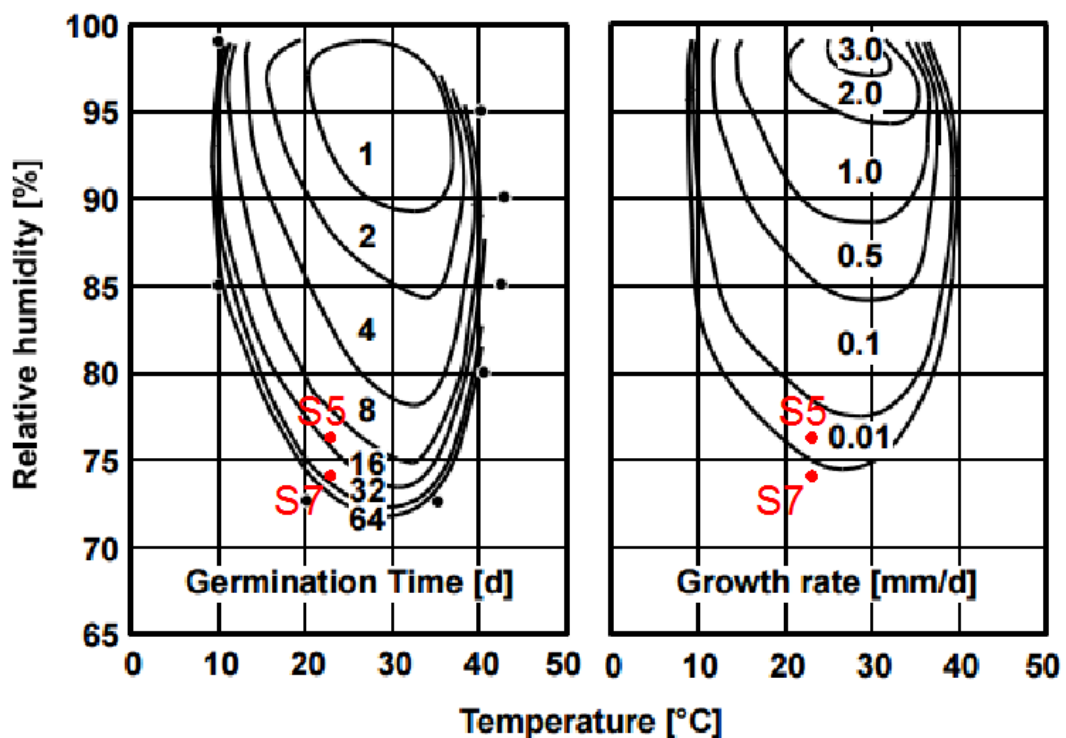 Relative humidity [%]
100
95
90
85
80
75
70
65
1
2
4
8
16
32
64
S5
S7
Germination Time [d]
0 10 20 30 40 50
3.0
2.0
1.0
0.5
0.1
0.01
S5
S7
Growth rate [mm/d]
0 10 20 30 40 50
Temperature [°C]